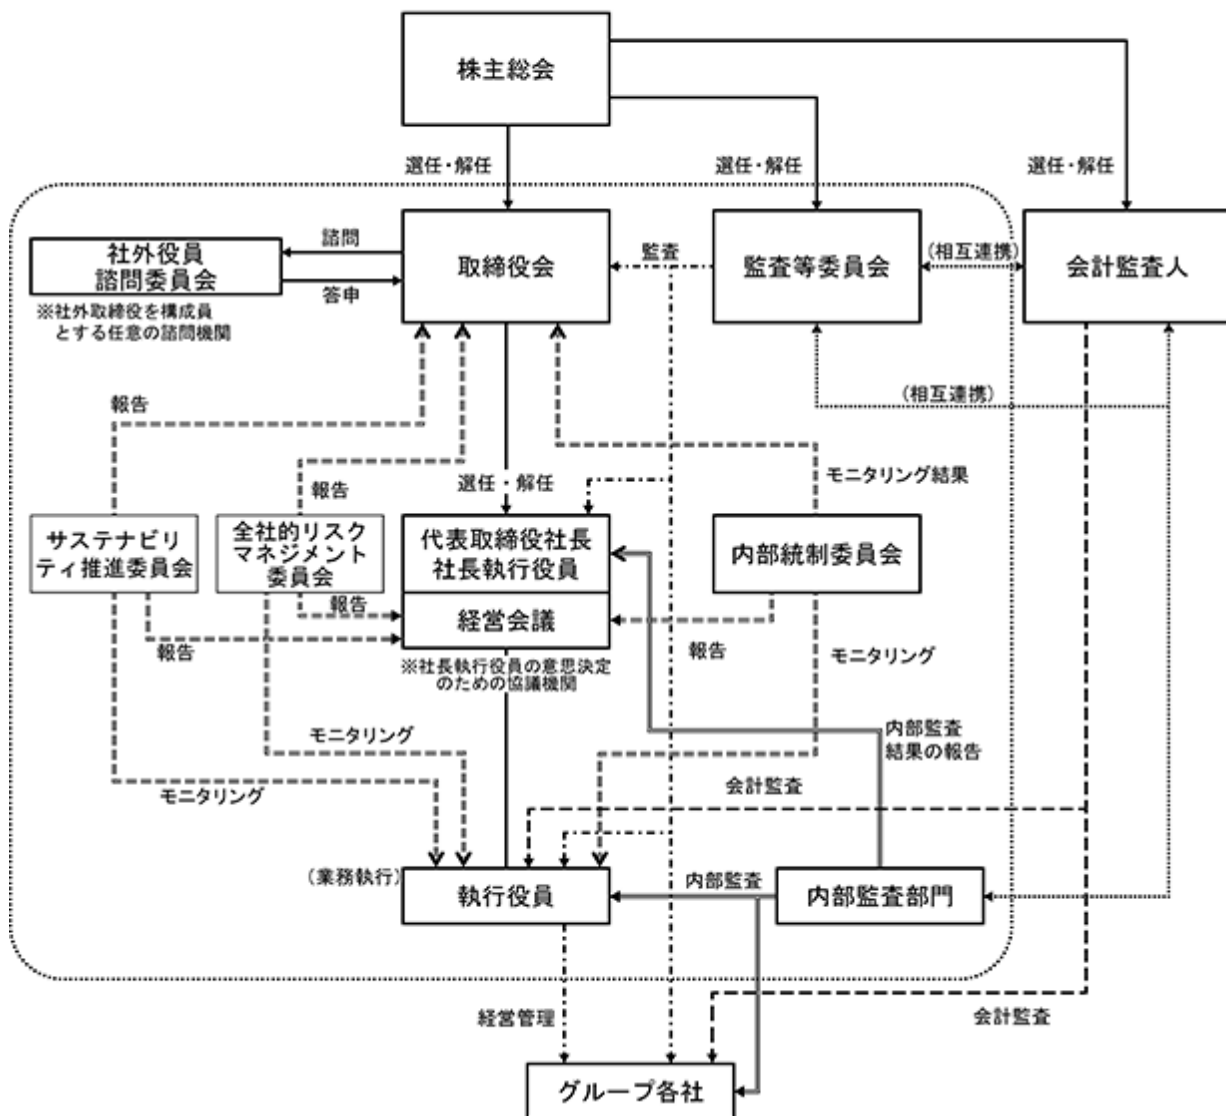 株主総会
選任・解任
選任・解任
選任・解任
社外役員
諮問委員会
諮問
答申
取締役会
監査
監査等委員会
(相互連携)
会計監査人
※社外取締役を構成員
とする任意の諮問機関
報告
(相互連携)
報告
選任・解任
モニタリング結果
サステナビリ
ティ推進委員会
全社的リスク
マネジメント
委員会
代表取締役社長
社長執行役員
内部統制委員会
報告
経営会議
報告
報告
モニタリング
※社長執行役員の意思決定
のための協議機関
モニタリング
内部監査
結果の報告
モニタリング
会計監査
(業務執行)
執行役員
内部監査
内部監査部門
経営管理
会計監査
グループ各社